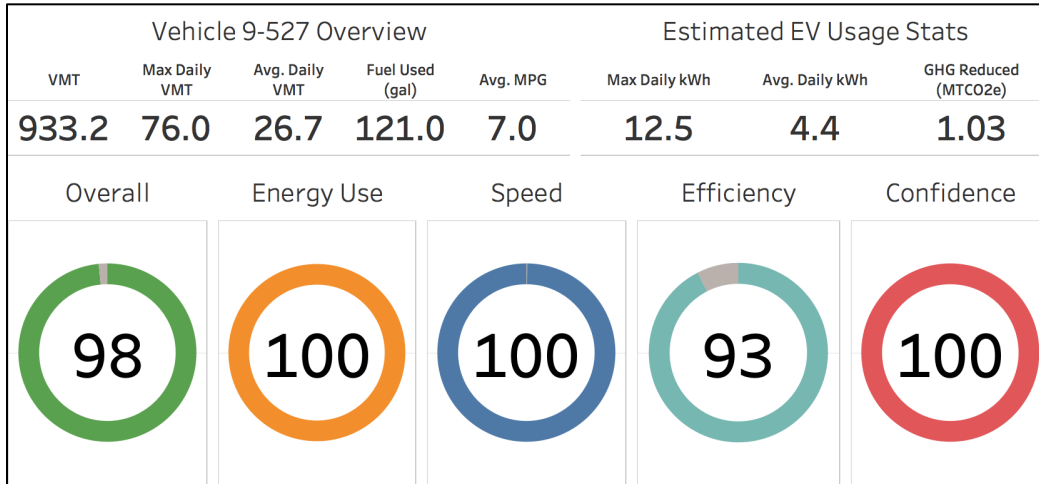 Vehicle 9-527 Overview
Estimated EV Usage Stats
VMT
Max Daily
VMT
Avg. Daily
VMT
Fuel Used
(gal)
Avg. MPG
Max Daily kWh
Avg. Daily kWh
GHG Reduced
(MTCO2e)
933.2 76.0 26.7 121.0 7.0 12.5 4.4 1.03
Overall Energy Use Speed Efficiency Confidence
98 100 100 93 100